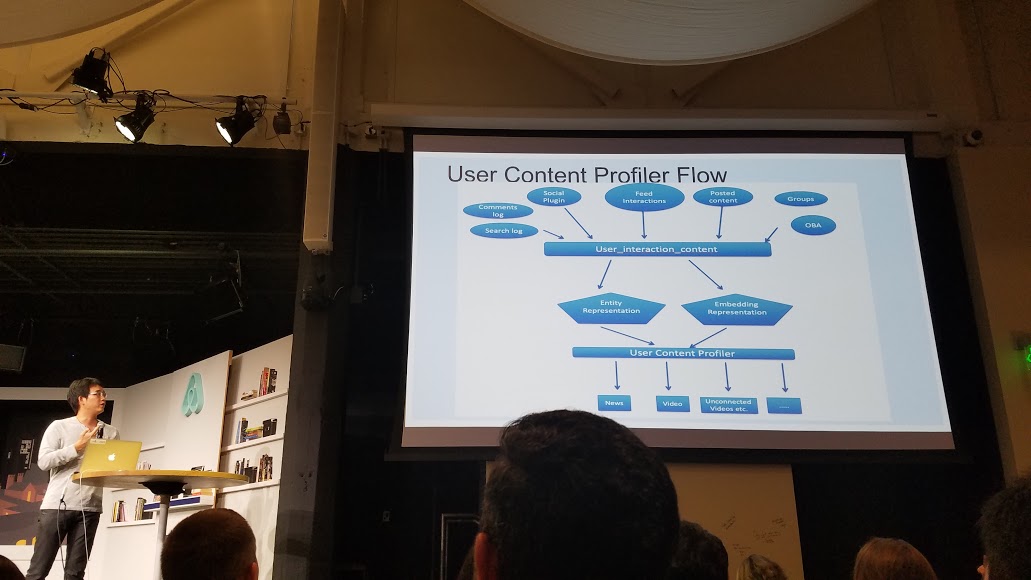 User Content Profiler Flow
Social
Plugin
Feed
Interactions
Posted
content
Groups
Comments
log
Search log
OBA
User_interaction_content
Entity
Representation
Embedding
Representation
User Content Profiler
News
Video
Unconnected
Videos etc.
.....